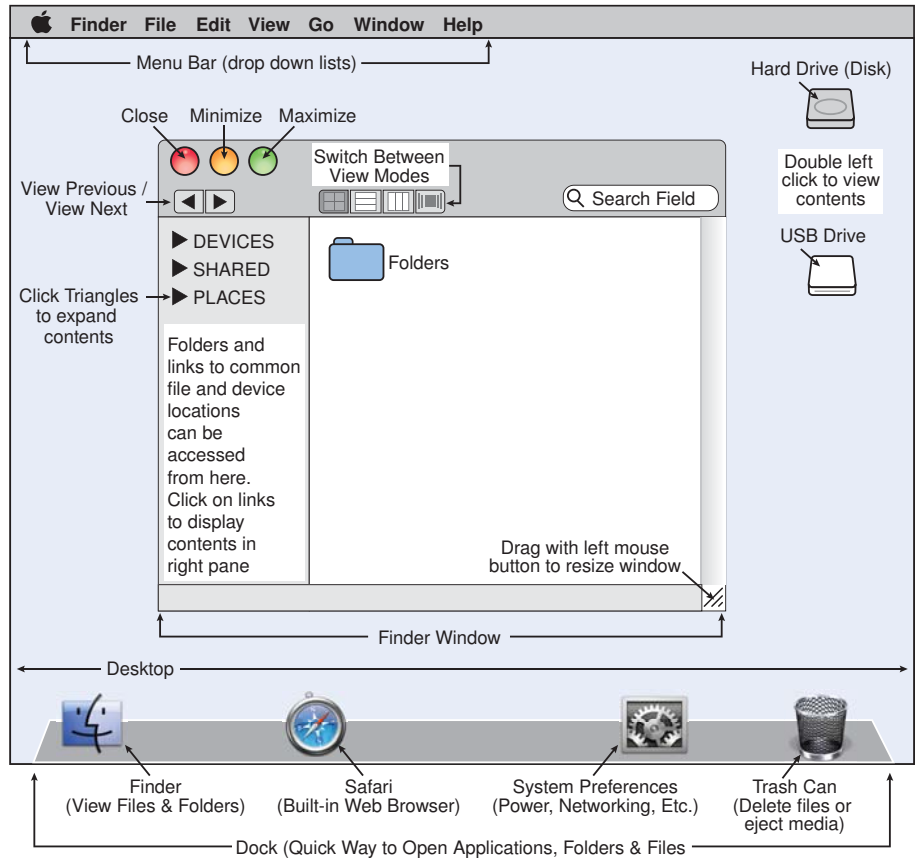 Finder File Edit View Go Window Help
Menu Bar (drop down lists)
Hard Drive (Disk)
Close Minimize Maximize
Switch Between
View Modes
Double left
click to view
contents
View Previous /
View Next
Search Field
USB Drive
DEVICES
SHARED
PLACES
Folders
Click Triangles
to expand
contents
Folders and
links to common
file and device
locations
can be
accessed
from here.
Click on links
to display
contents in
right pane
Drag with left mouse
button to resize window
Finder Window
Desktop
Finder
(View Files & Folders)
Safari
(Built-in Web Browser)
System Preferences
(Power, Networking, Etc.)
Trash Can
(Delete files or
eject media)
Dock (Quick Way to Open Applications, Folders & Files